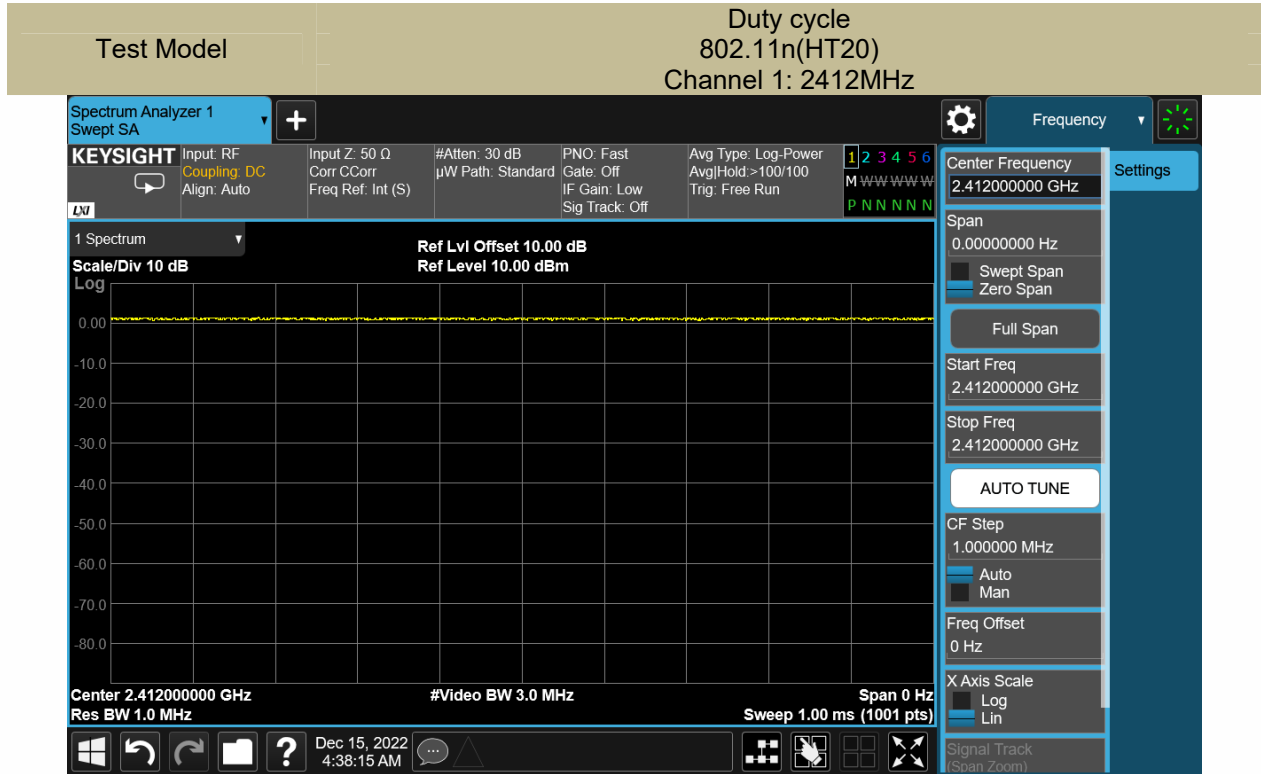 Test Model
Duty cycle
802.11n(HT20)
Channel 1: 2412MHz
Spectrum Analyzer 1
Swept SA
Frequency
KEYSIGHT
LXI
Input: RF
Coupling: DC
Align: Auto
Input Z: 50 Ω
Corr CCorr
Freq Ref: Int (S)
#Atten: 30 dB
µW Path: Standard
PNO: Fast
Gate: Off
IF Gain: Low
Sig Track: Off
Avg Type: Log-Power
Avg|Hold:>100/100
Trig: Free Run
1 2 3 4 5 6
M W W W W W
P N N N N N
1 Spectrum
Scale/Div 10 dB
Log
Ref Lvl Offset 10.00 dB
Ref Level 10.00 dBm
0.00
-10.0
-20.0
-30.0
-40.0
-50.0
-60.0
-70.0
-80.0
Center 2.412000000 GHz
Res BW 1.0 MHz
#Video BW 3.0 MHz
Span 0 Hz
Sweep 1.00 ms (1001 pts)
Dec 15, 2022
4:38:15 AM
Center Frequency
2.412000000 GHz
Settings
Span
0.00000000 Hz
Swept Span
Zero Span
Full Span
Start Freq
2.412000000 GHz
Stop Freq
2.412000000 GHz
AUTO TUNE
CF Step
1.000000 MHz
Auto
Man
Freq Offset
0 Hz
X Axis Scale
Log
Lin
Signal Track
(Span Zoom)